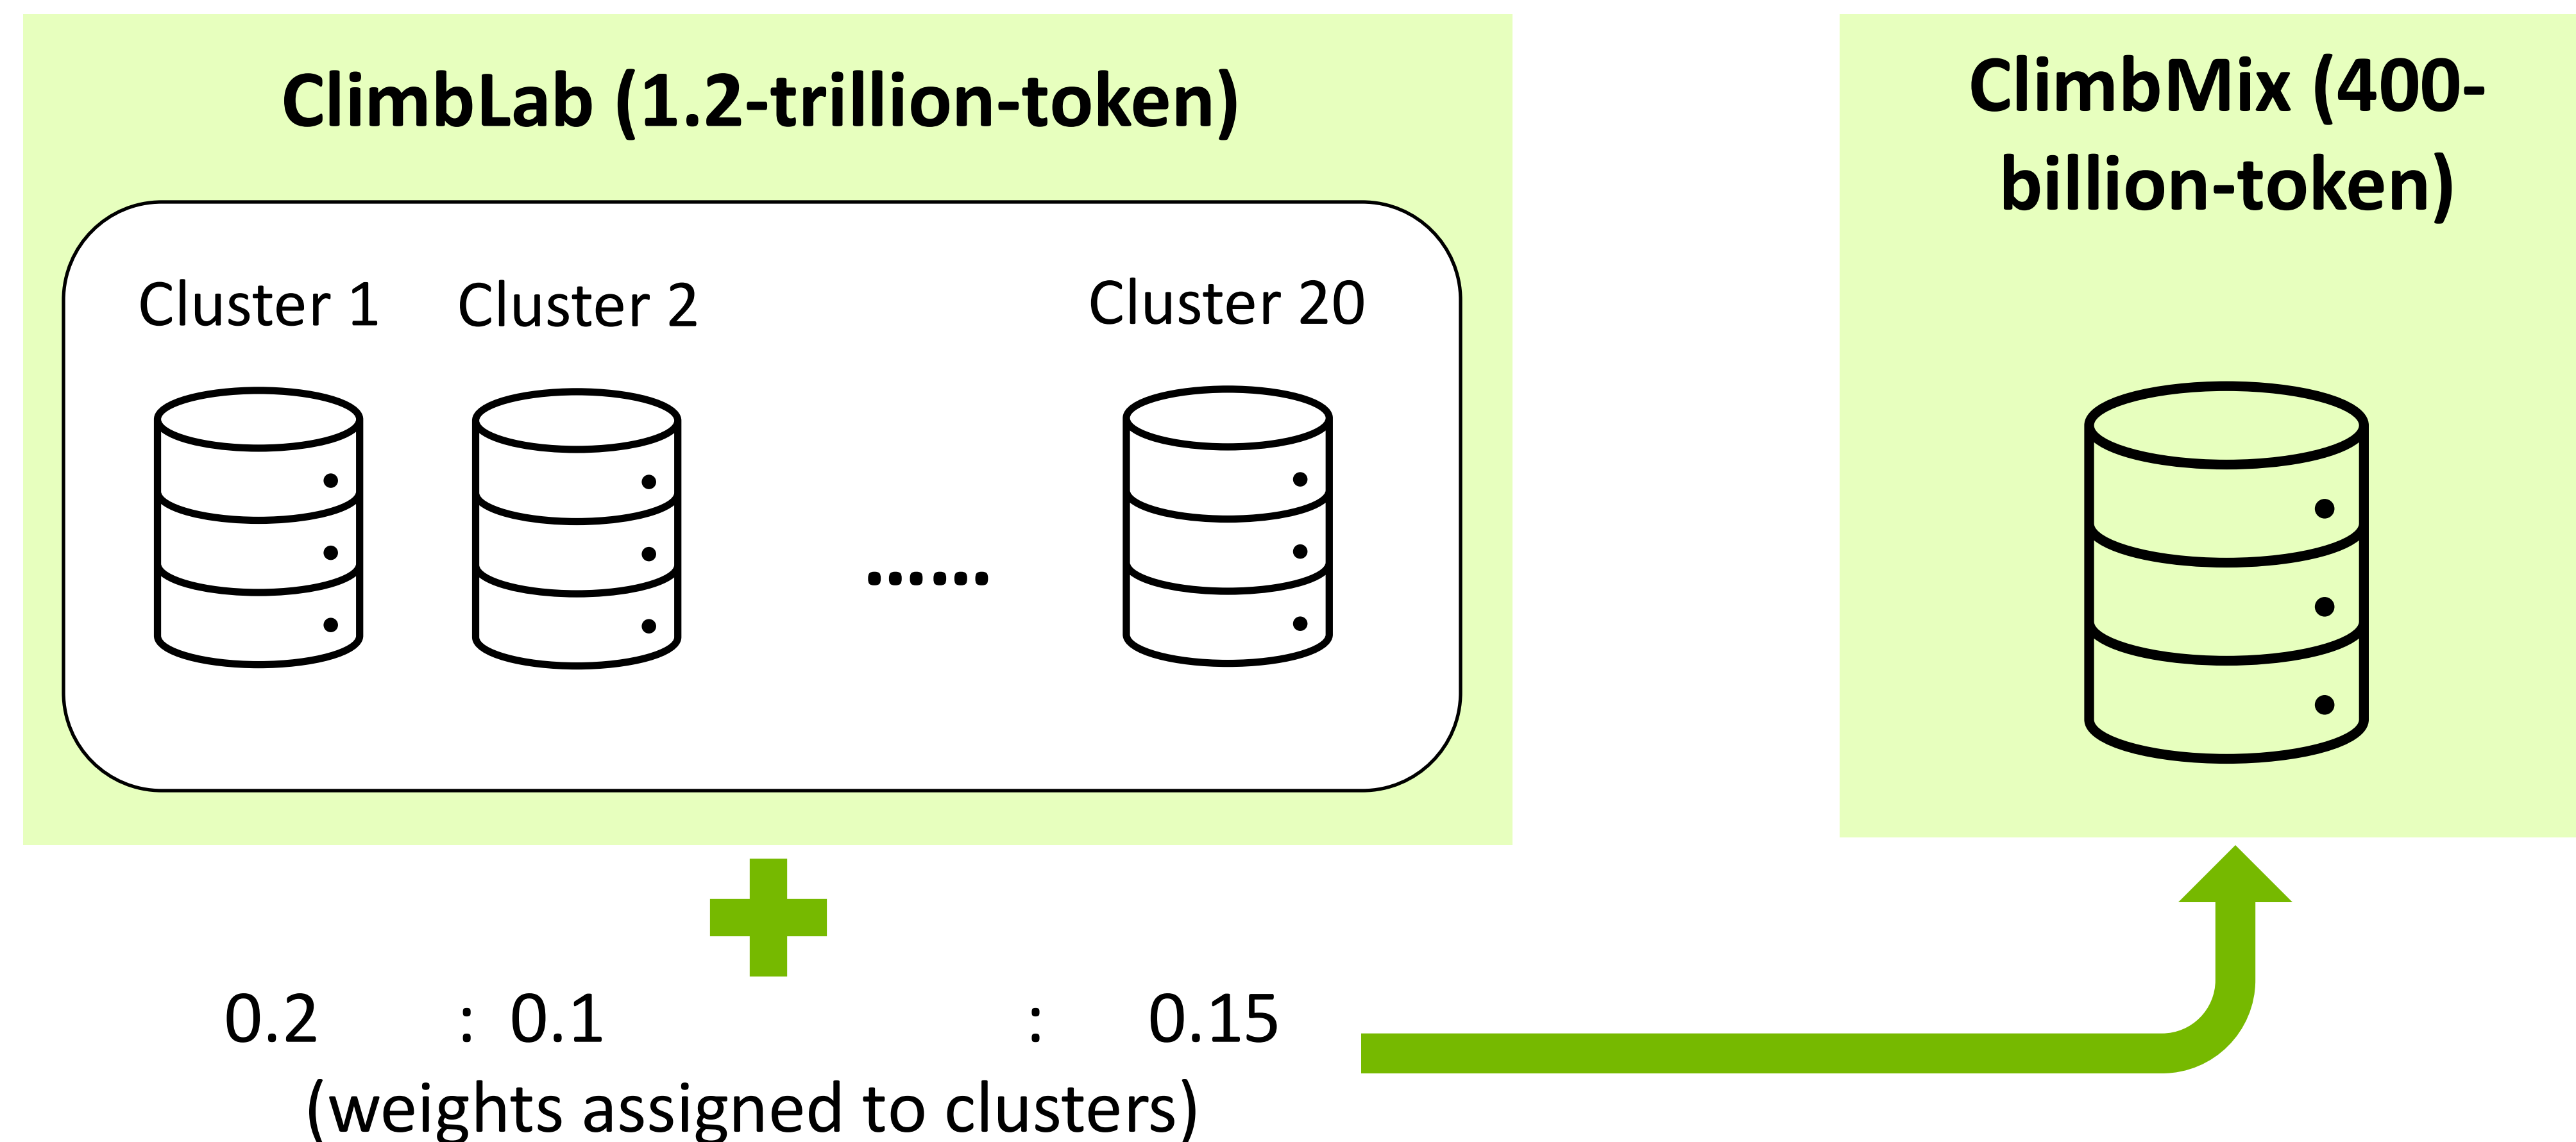 ClimbLab (1.2-trillion-token)
Cluster 1 Cluster 2 Cluster 20
......
0.2 : 0.1 : 0.15
(weights assigned to clusters)
ClimbMix (400-
billion-token)